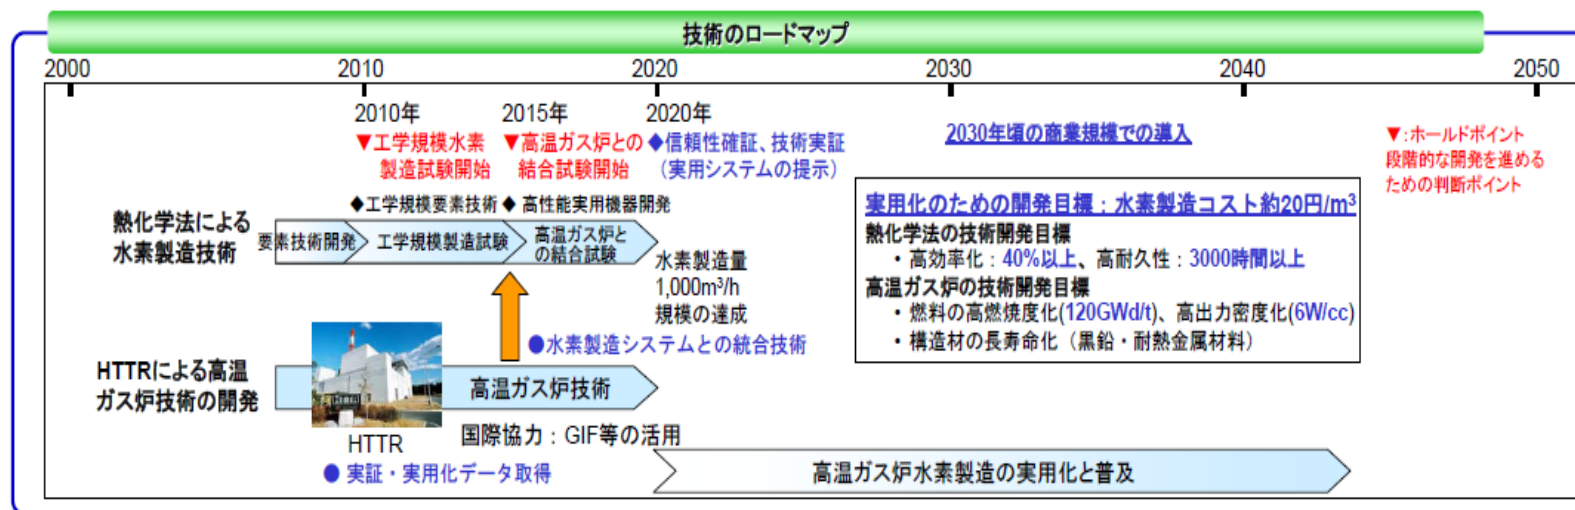 技術のロードマップ
2000
2010
2020
2030
2040
2050
2010年
▼工学規模水素
製造試験開始
2015年
▼高温ガス炉との
結合試験開始
2020年
◆信頼性確証、技術実証
(実用システムの提示)
2030年頃の商業規模での導入
▼:ホールドポイント
段階的な開発を進める
ための判断ポイント
◆工学規模要素技術
◆ 高性能実用機器開発
熱化学法による
水素製造技術
要素技術開発
工学規模製造試験
高温ガス炉と
の結合試験
水素製造量
1,000m³/h
規模の達成
実用化のための開発目標:水素製造コスト約20円/m³
熱化学法の技術開発目標
・ 高効率化:40%以上、高耐久性:3000時間以上
高温ガス炉の技術開発目標
・ 燃料の高燃焼度化(120GWd/t)、高出力密度化(6W/cc)
・ 構造材の長寿命化(黒鉛・耐熱金属材料)
●水素製造システムとの統合技術
HTTRによる高温
ガス炉技術の開発
高温ガス炉技術
HTTR
国際協力:GIF等の活用
● 実証・実用化データ取得
高温ガス炉水素製造の実用化と普及